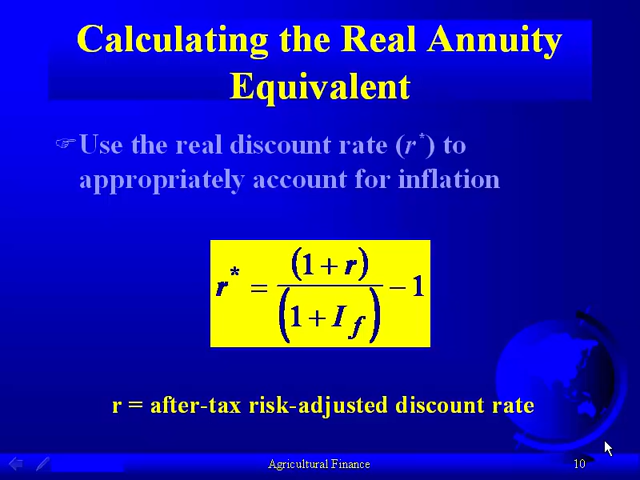 Calculating the Real Annuity
Equivalent
☞Use the real discount rate (r*) to
appropriately account for inflation
r* = (1 + r) / (1 + I_f) − 1
r = after-tax risk-adjusted discount rate
Agricultural Finance
10